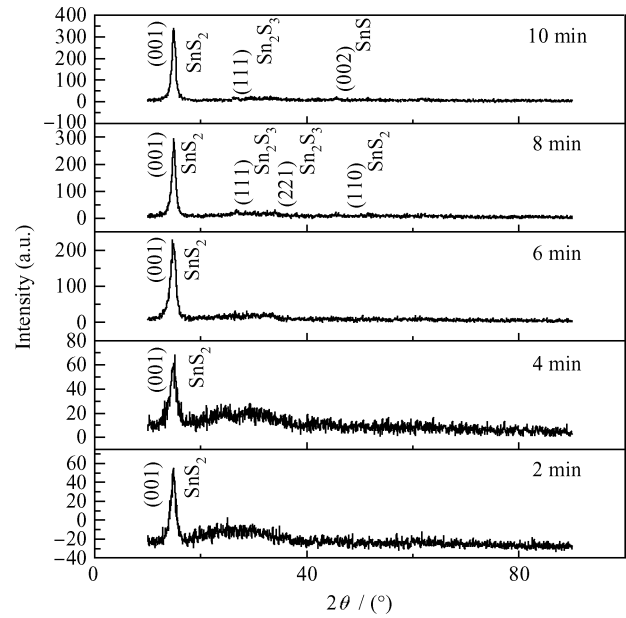 400
300
200
100
0
−100
(001)
SnS₂
(111)
Sn₂S₃
(002)
SnS
10 min
300
200
100
0
(001)
SnS₂
(111)
Sn₂S₃
(221)
Sn₂S₃
(110)
SnS₂
8 min
200
100
0
(001)
SnS₂
6 min
80
60
40
20
0
(001)
SnS₂
4 min
60
40
20
0
−20
−40
(001)
SnS₂
2 min
Intensity (a.u.)
0
40
80
2θ / (°)